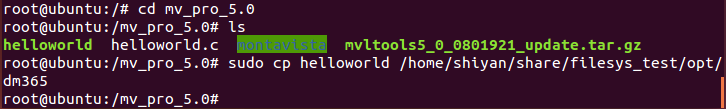 root@ubuntu:/# cd mv_pro_5.0
root@ubuntu:/mv_pro_5.0# ls
helloworld  helloworld.c  montavista  mvltools5_0_0801921_update.tar.gz
root@ubuntu:/mv_pro_5.0# sudo cp helloworld /home/shiyan/share/filesys_test/opt/
dm365
root@ubuntu:/mv_pro_5.0#